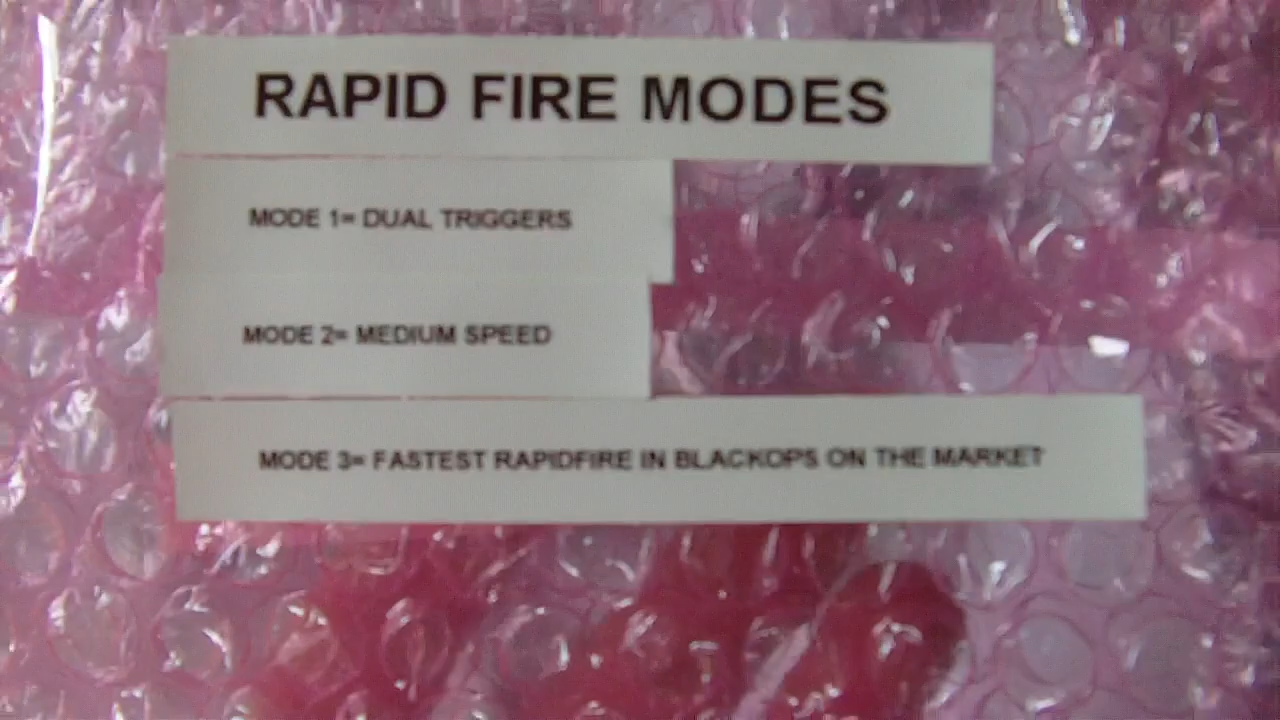 RAPID FIRE MODES
MODE 1= DUAL TRIGGERS
MODE 2= MEDIUM SPEED
MODE 3= FASTEST RAPIDFIRE IN BLACKOPS ON THE MARKET